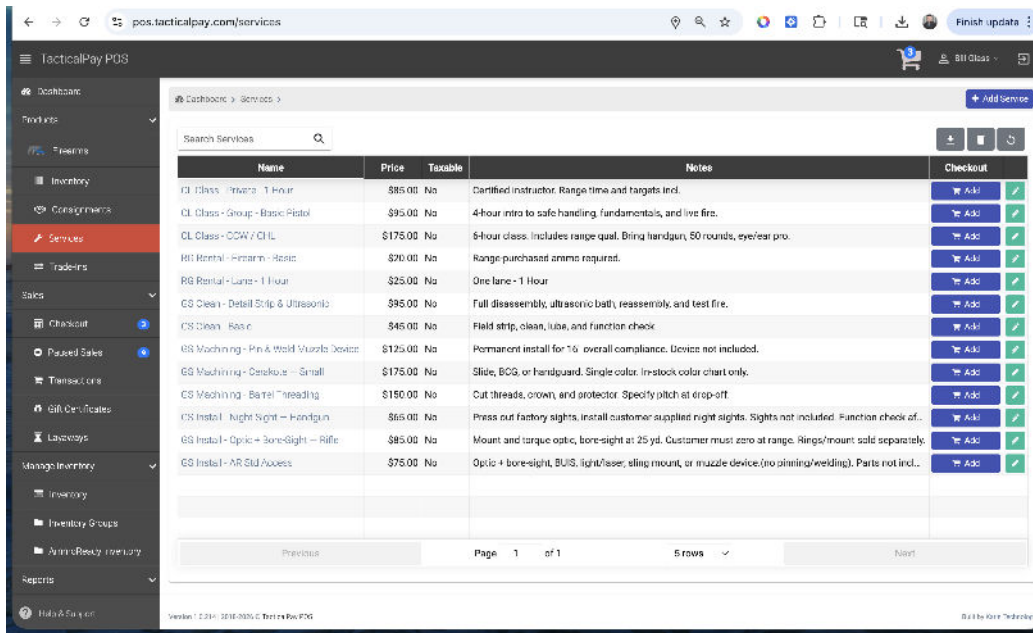 pos.tacticalpay.com/services
Finish update
TacticalPay POS
3
Bill Glass
Dashboard
Products
Firearms
Inventory
Consignments
Services
Trade-Ins
Sales
Checkout 3
Paused Sales
Transactions
Gift Certificates
Layaways
Manage Inventory
Inventory
Inventory Groups
AmmoReady Inventory
Reports
Help & Support
Dashboard > Services >
+ Add Service
Search Services
Name Price Taxable Notes Checkout
CL Class - Private - 1 Hour $85.00 No Certified instructor. Range time and targets incl. Add
CL Class - Group - Basic Pistol $95.00 No 4-hour intro to safe handling, fundamentals, and live fire. Add
CL Class - CCW / CHL $175.00 No 6-hour class. Includes range qual. Bring handgun, 50 rounds, eye/ear pro. Add
RG Rental - Firearm - Basic $20.00 No Range-purchased ammo required. Add
RG Rental - Lane - 1 Hour $25.00 No One lane - 1 Hour Add
GS Clean - Detail Strip & Ultrasonic $95.00 No Full disassembly, ultrasonic bath, reassembly, and test fire. Add
GS Clean - Basic $45.00 No Field strip, clean, lube, and function check Add
GS Machining - Pin & Weld Muzzle Device $125.00 No Permanent install for 16" overall compliance. Device not included. Add
GS Machining - Cerakote – Small $175.00 No Slide, BCG, or handguard. Single color. In-stock color chart only. Add
GS Machining - Barrel Threading $150.00 No Cut threads, crown, and protector. Specify pitch at drop-off. Add
GS Install - Night Sight – Handgun $65.00 No Press out factory sights, install customer supplied night sights. Sights not included. Function check af... Add
GS Install - Optic + Bore-Sight – Rifle $85.00 No Mount and torque optic, bore-sight at 25 yd. Customer must zero at range. Rings/mount sold separately. Add
GS Install - AR Std Access $75.00 No Optic + bore-sight, BUIS, light/laser, sling mount, or muzzle device.(no pinning/welding). Parts not incl... Add
Previous Page 1 of 1 5 rows Next